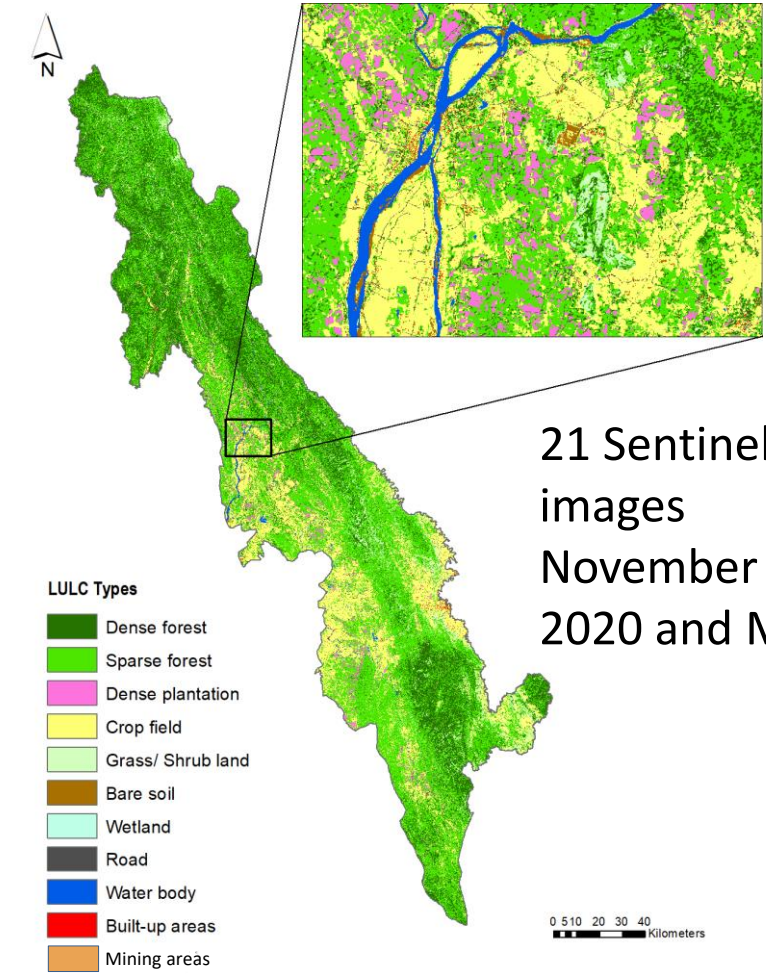 N
21 Sentinel
images
November
2020 and M
LULC Types
Dense forest
Sparse forest
Dense plantation
Crop field
Grass/ Shrub land
Bare soil
Wetland
Road
Water body
Built-up areas
Mining areas
0 5 10 20 30 40
Kilometers